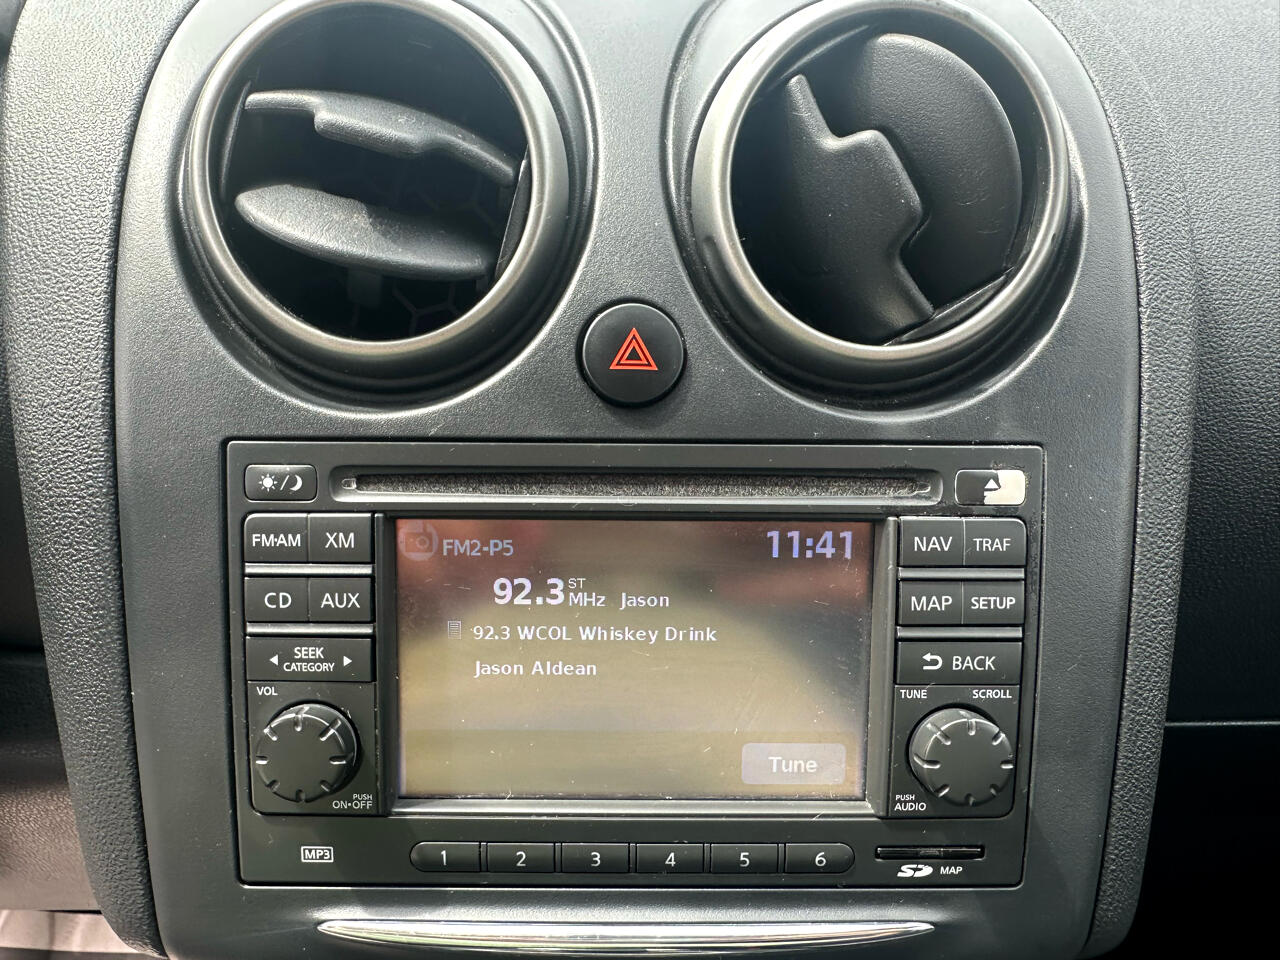 FM·AM XM
CD AUX
SEEK
CATEGORY
VOL
PUSH
ON·OFF
FM2-P5 11:41
92.3 ST MHz Jason
92.3 WCOL Whiskey Drink
Jason Aldean
Tune
NAV TRAF
MAP SETUP
BACK
TUNE SCROLL
PUSH
AUDIO
MP3 1 2 3 4 5 6 SD MAP